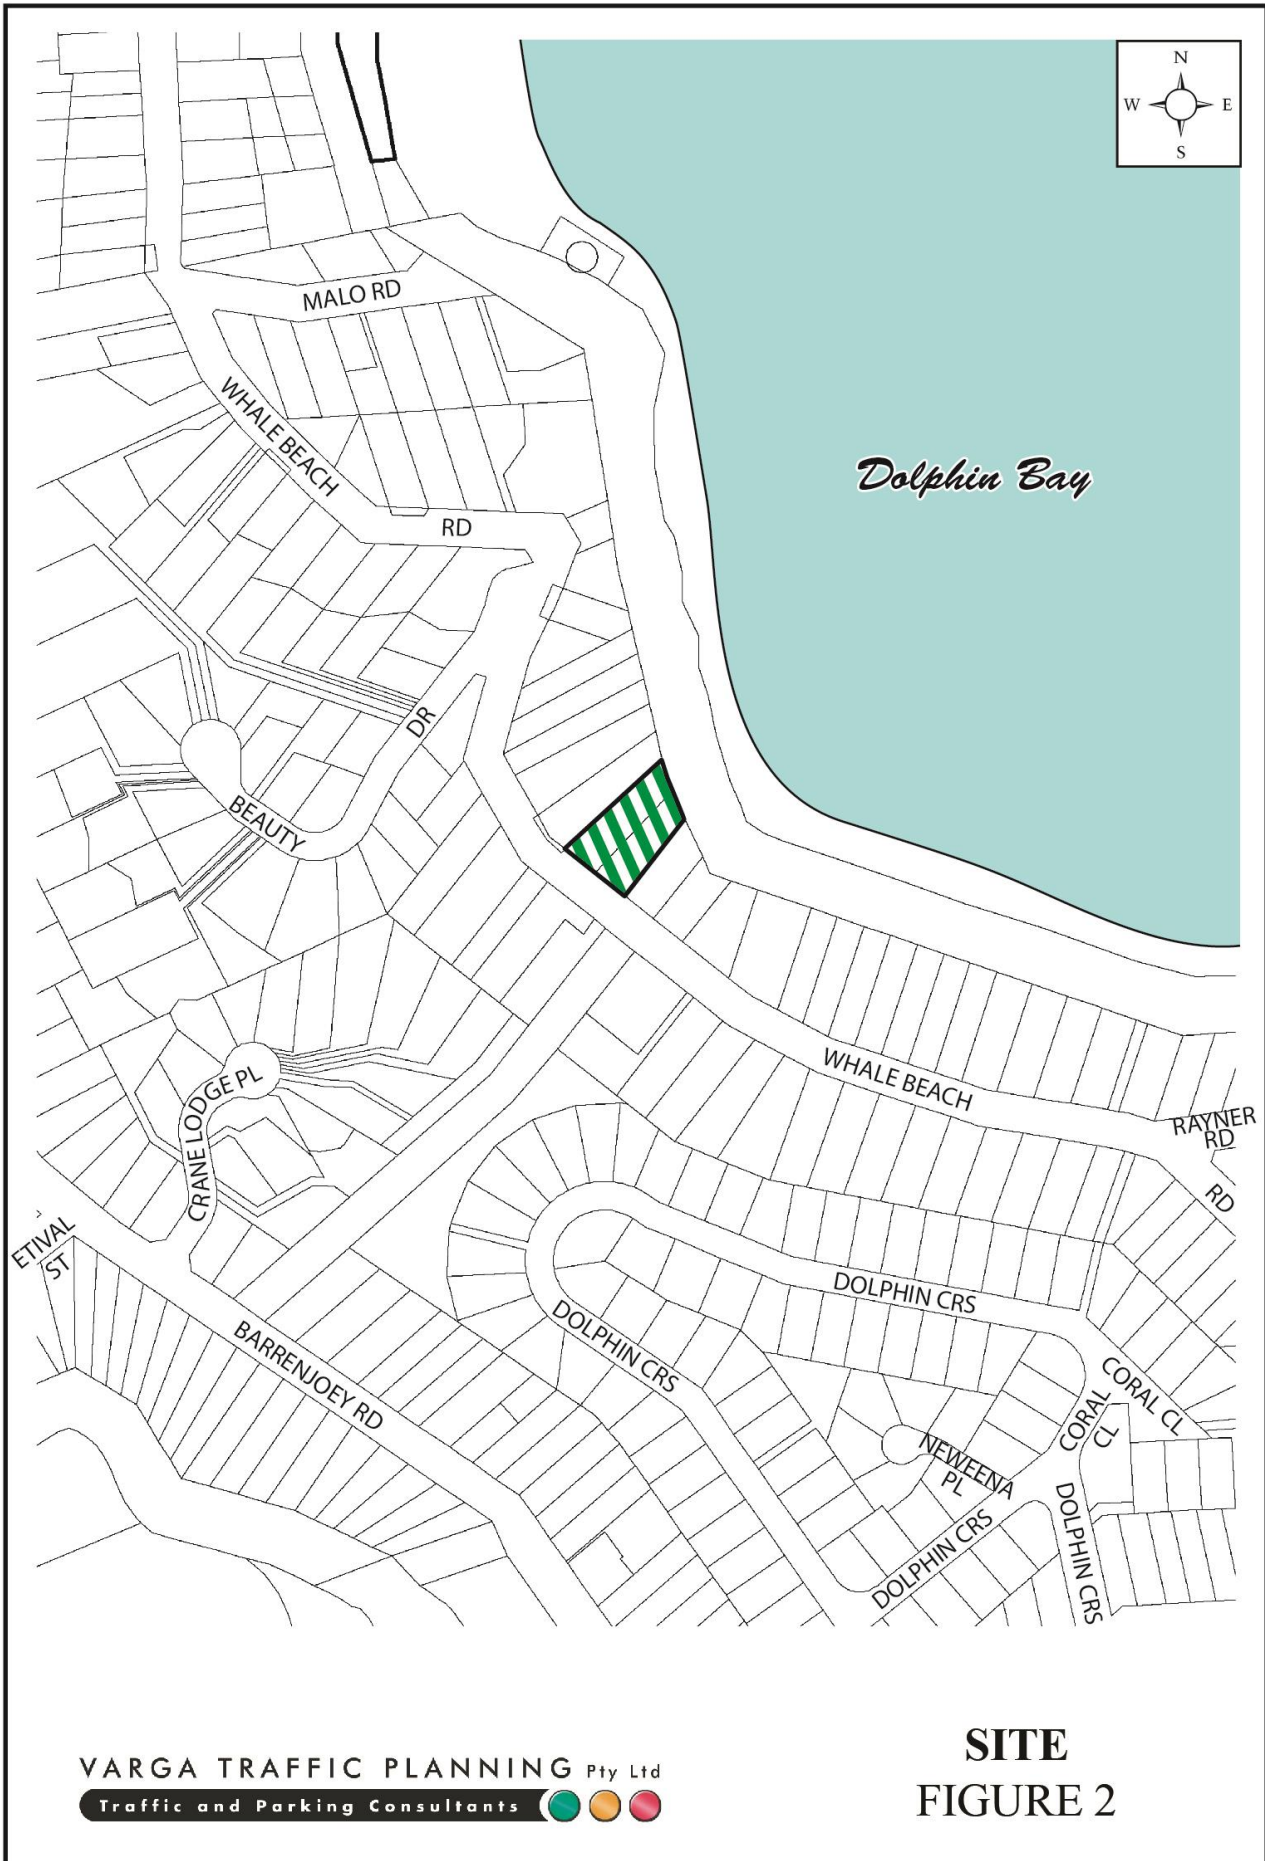 N
W
E
S
MALO RD
WHALE BEACH
RD
Dolphin Bay
DR
BEAUTY
WHALE BEACH
RAYNER
RD
RD
CRANE LODGE PL
ETIVAL
ST
DOLPHIN CRS
DOLPHIN CRS
BARRENJOEY RD
CORAL CL
CORAL
CL
NEWEENA
PL
DOLPHIN CRS
DOLPHIN CRS
VARGA TRAFFIC PLANNING Pty Ltd
Traffic and Parking Consultants
SITE
FIGURE 2